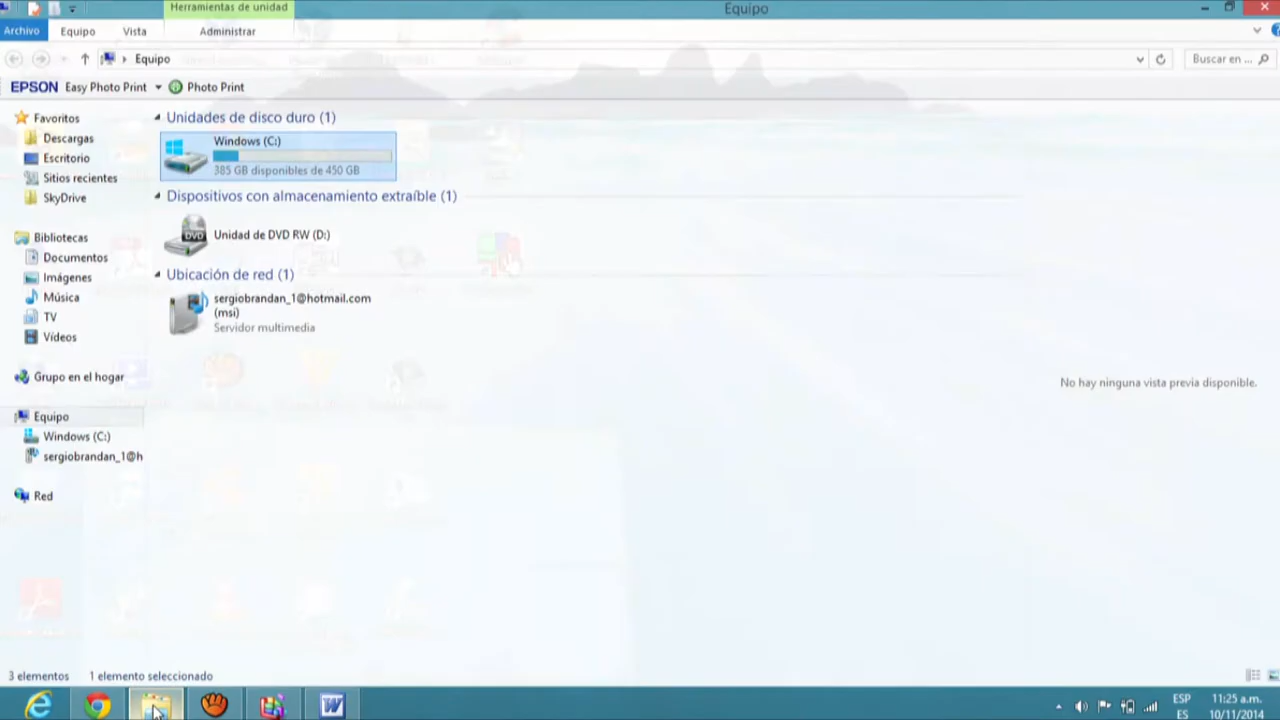 Herramientas de unidad
Equipo
Archivo Equipo Vista Administrar
Equipo
Buscar en ...
EPSON Easy Photo Print Photo Print
Favoritos
Descargas
Escritorio
Sitios recientes
SkyDrive
Bibliotecas
Documentos
Imágenes
Música
TV
Vídeos
Grupo en el hogar
Equipo
Windows (C:)
sergiobrandan_1@h
Red
Unidades de disco duro (1)
Windows (C:)
385 GB disponibles de 450 GB
Dispositivos con almacenamiento extraíble (1)
DVD
Unidad de DVD RW (D:)
Ubicación de red (1)
sergiobrandan_1@hotmail.com
(msi)
Servidor multimedia
No hay ninguna vista previa disponible.
3 elementos 1 elemento seleccionado
ESP
ES
11:25 a.m.
10/11/2014